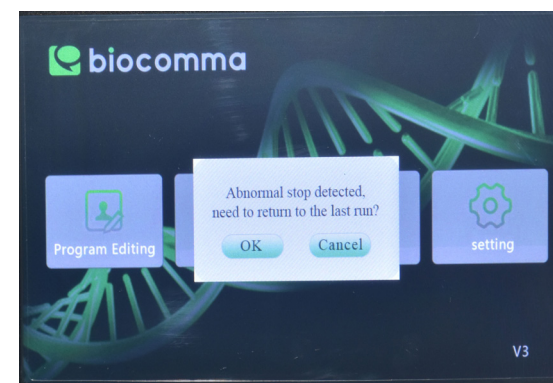 biocomma
Abnormal stop detected,
need to return to the last run?
OK
Cancel
Program Editing
setting
V3